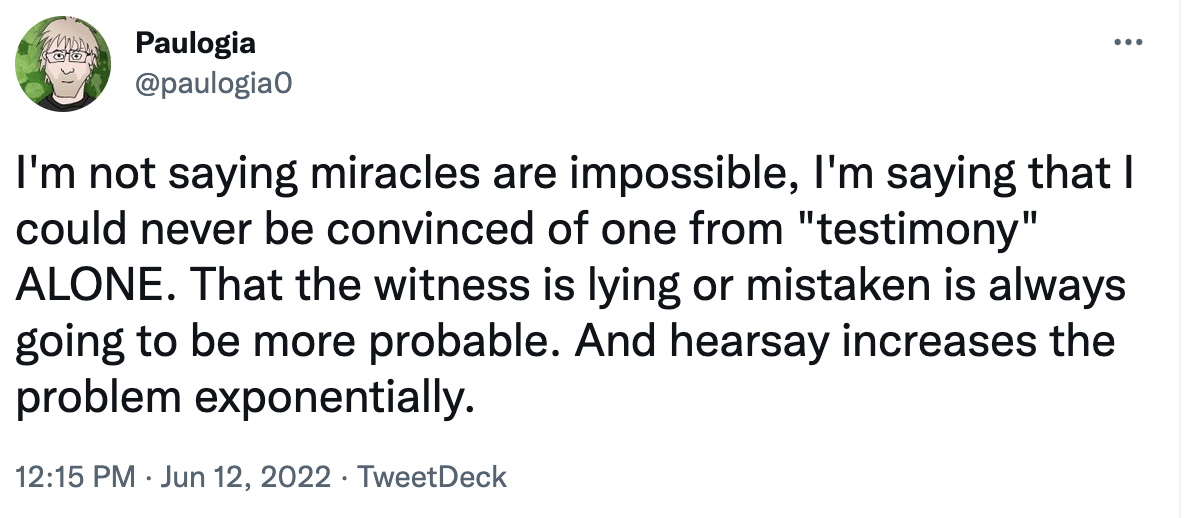 Paulogia
@paulogia0
I'm not saying miracles are impossible, I'm saying that I
could never be convinced of one from "testimony"
ALONE. That the witness is lying or mistaken is always
going to be more probable. And hearsay increases the
problem exponentially.
12:15 PM · Jun 12, 2022 · TweetDeck